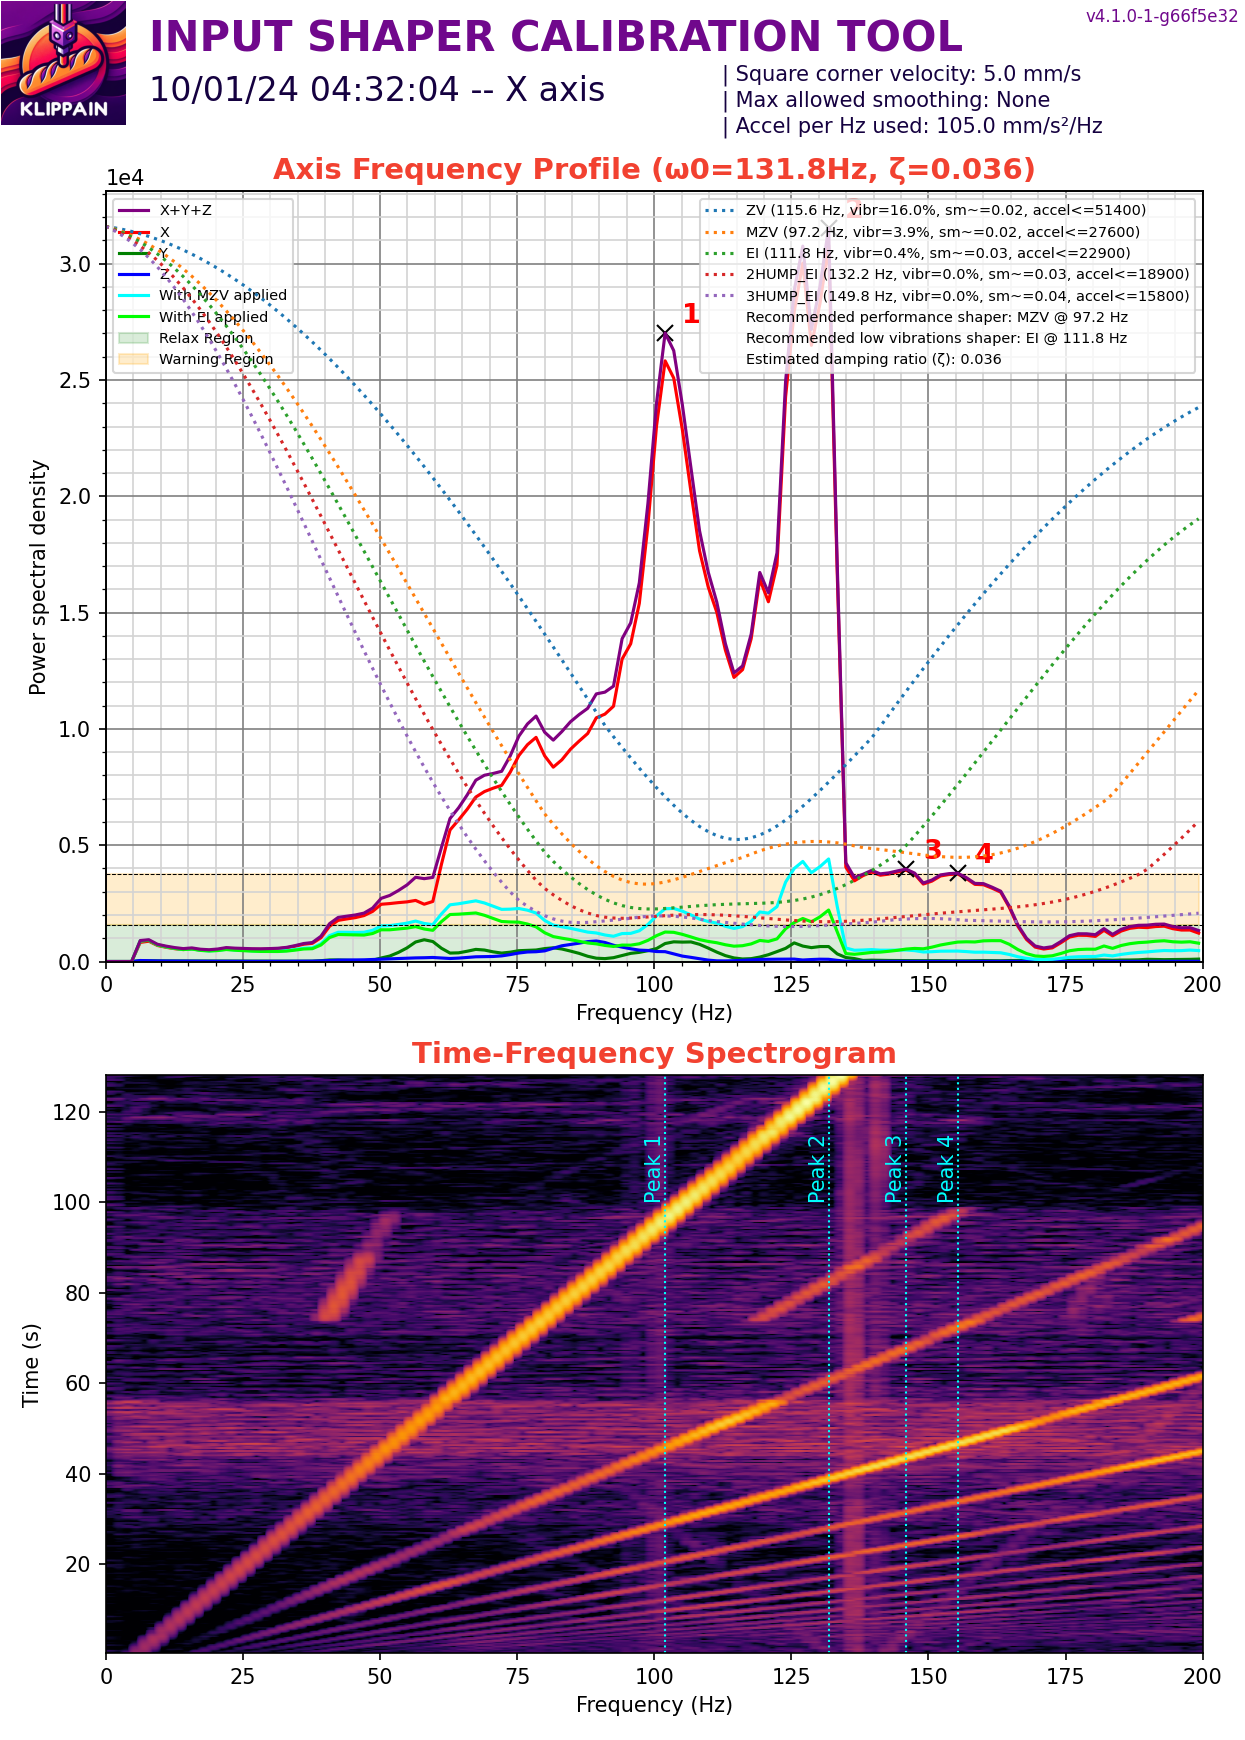 v4.1.0-1-g66f5e32
INPUT SHAPER CALIBRATION TOOL
10/01/24 04:32:04 -- X axis
| Square corner velocity: 5.0 mm/s
| Max allowed smoothing: None
| Accel per Hz used: 105.0 mm/s²/Hz
KLIPPAIN
Axis Frequency Profile (ω0=131.8Hz, ζ=0.036)
1e4
X+Y+Z
X
Y
Z
With MZV applied
With EI applied
Relax Region
Warning Region
ZV (115.6 Hz, vibr=16.0%, sm~=0.02, accel<=51400)
MZV (97.2 Hz, vibr=3.9%, sm~=0.02, accel<=27600)
EI (111.8 Hz, vibr=0.4%, sm~=0.03, accel<=22900)
2HUMP_EI (132.2 Hz, vibr=0.0%, sm~=0.03, accel<=18900)
3HUMP_EI (149.8 Hz, vibr=0.0%, sm~=0.04, accel<=15800)
Recommended performance shaper: MZV @ 97.2 Hz
Recommended low vibrations shaper: EI @ 111.8 Hz
Estimated damping ratio (ζ): 0.036
1
2
3
4
Power spectral density
3.0
2.5
2.0
1.5
1.0
0.5
0.0
0 25 50 75 100 125 150 175 200
Frequency (Hz)
Time-Frequency Spectrogram
Time (s)
120
100
80
60
40
20
Peak 1
Peak 2
Peak 3
Peak 4
0 25 50 75 100 125 150 175 200
Frequency (Hz)